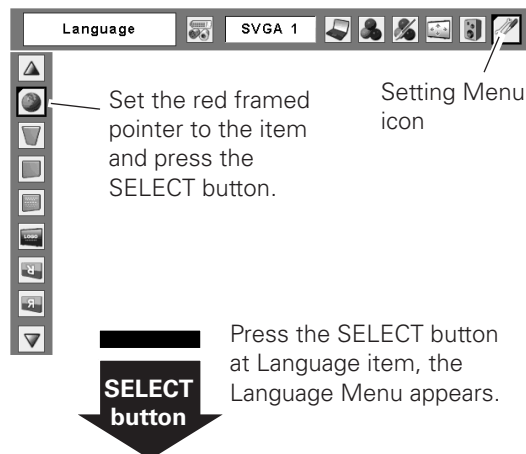 Language
SVGA 1
Setting Menu
icon
Set the red framed
pointer to the item
and press the
SELECT button.
LOGO
R
R
Press the SELECT button
at Language item, the
Language Menu appears.
SELECT
button